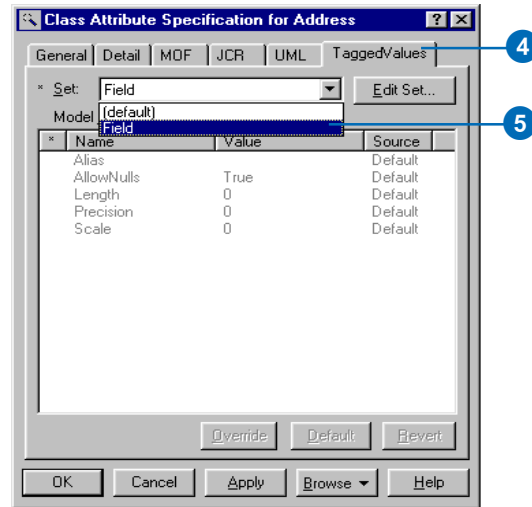 Class Attribute Specification for Address
General Detail MOF JCR UML TaggedValues
4
* Set: Field Edit Set...
(default)
Model
Field
5
* Name Value Source
Alias Default
AllowNulls True Default
Length 0 Default
Precision 0 Default
Scale 0 Default
Override Default Revert
OK Cancel Apply Browse Help